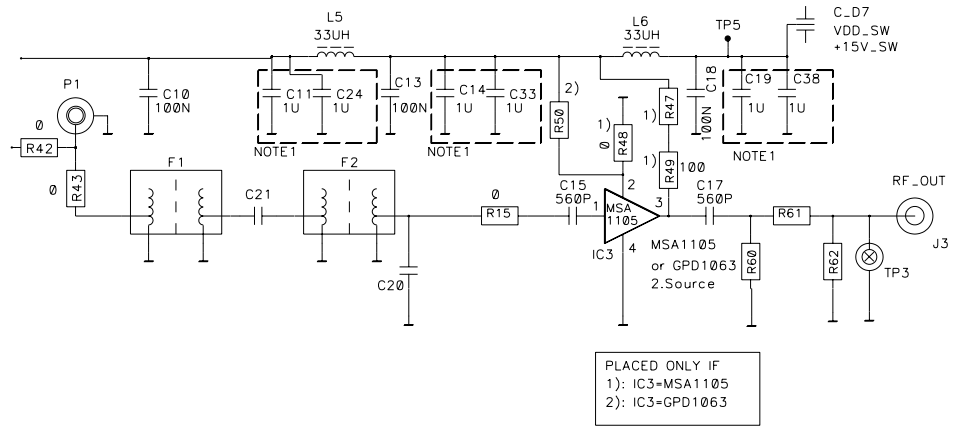 L5
33UH
L6
33UH
TP5
C_D7
VDD_SW
+15V_SW
P1
C10
100N
C11
1U
C24
1U
C13
100N
C14
1U
C33
1U
2)
R50
1)
0
R48
1)
R47
C18
100N
C19
1U
C38
1U
0
R42
NOTE1
NOTE1
NOTE1
1)
R49
100
0
R43
F1
C21
F2
0
R15
C15
560P
1
2
3
4
MSA
1105
IC3
C17
560P
R61
RF_OUT
J3
MSA1105
or GPD1063
2.Source
R60
R62
TP3
C20
PLACED ONLY IF
1): IC3=MSA1105
2): IC3=GPD1063